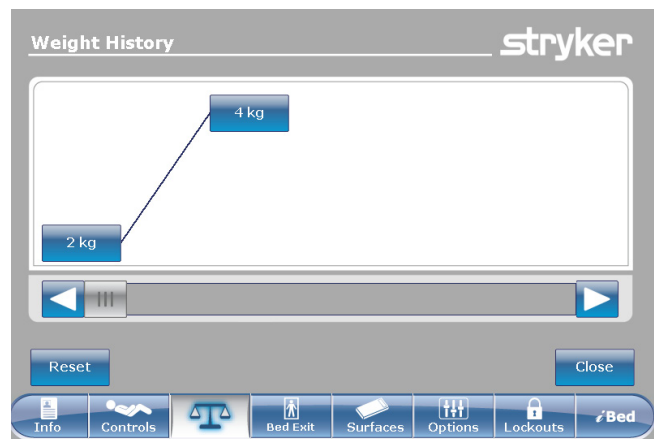 Weight History
stryker
4 kg
2 kg
Reset
Close
Info
Controls
Bed Exit
Surfaces
Options
Lockouts
iBed